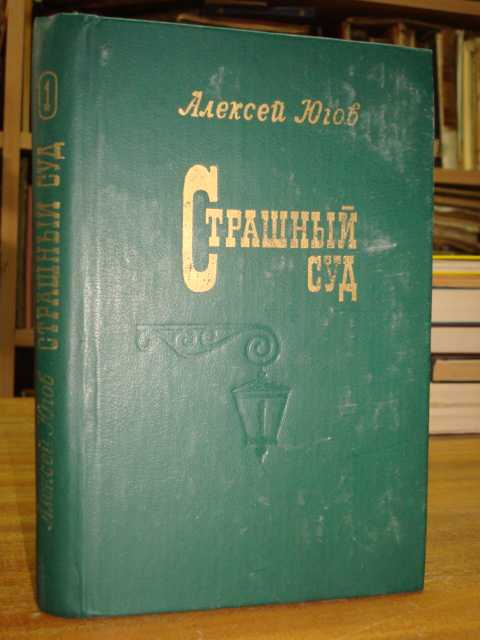 Алексей Югов
Страшный
суд
Алексей Югов СТРАШНЫЙ СУД 1